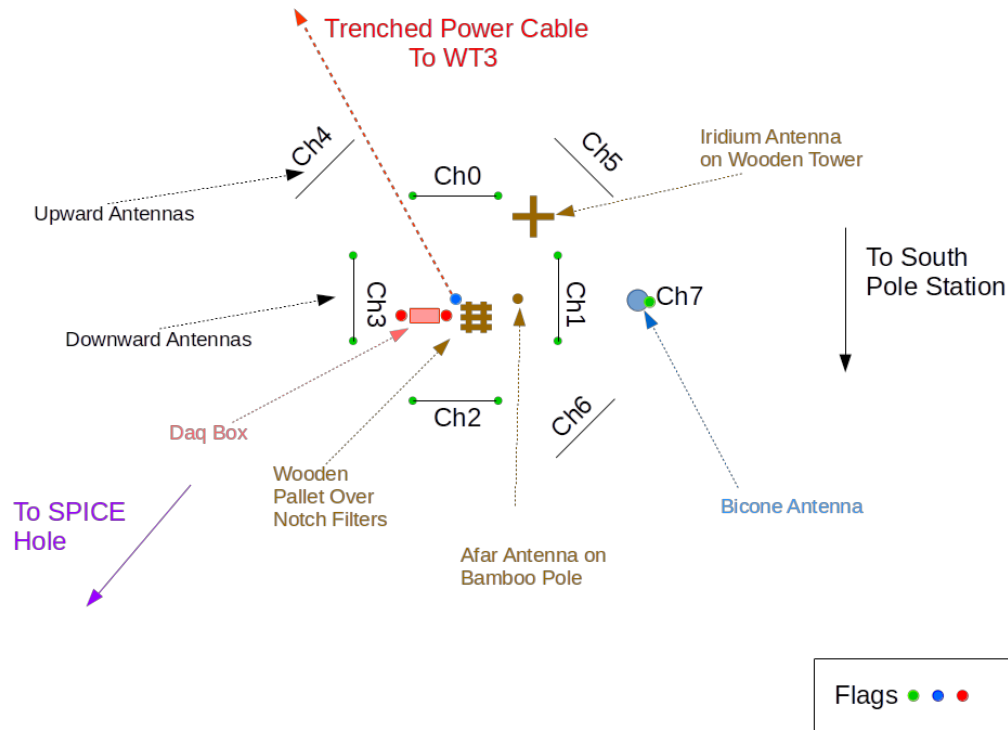 Trenched Power Cable
To WT3
Ch4
Ch5
Iridium Antenna
on Wooden Tower
Ch0
Upward Antennas
To South
Pole Station
Ch3
Ch1
Ch7
Downward Antennas
Ch2
Ch6
Daq Box
Wooden
Pallet Over
Notch Filters
To SPICE
Hole
Bicone Antenna
Afar Antenna on
Bamboo Pole
Flags